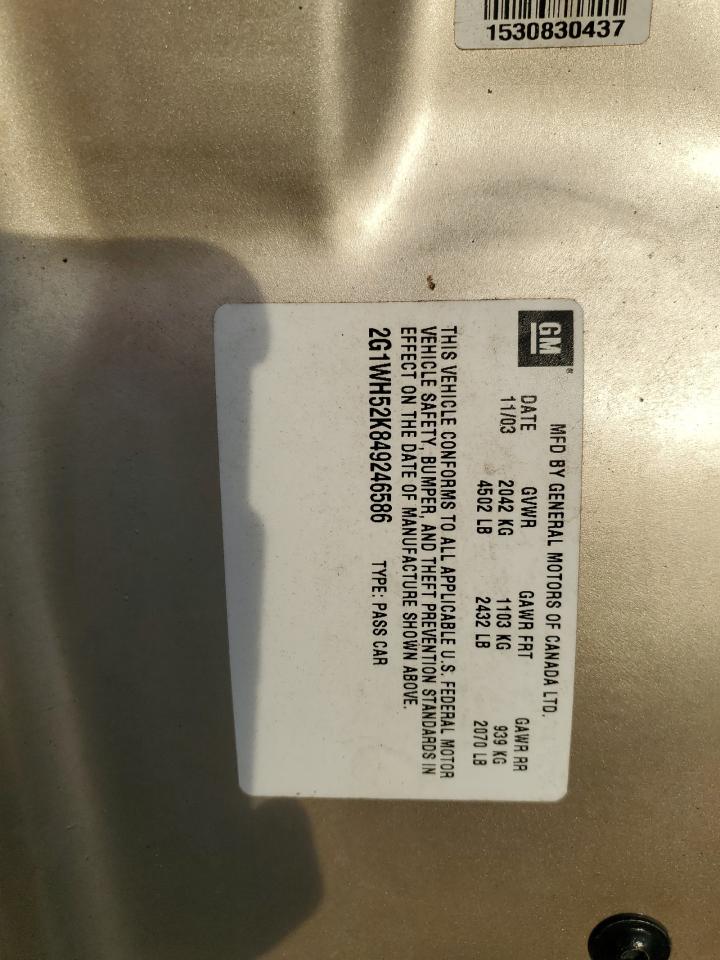 1530830437
GM®
MFD BY GENERAL MOTORS OF CANADA LTD.
DATE GVWR GAWR FRT GAWR RR
11/03 2042 KG 1103 KG 939 KG
4502 LB 2432 LB 2070 LB
THIS VEHICLE CONFORMS TO ALL APPLICABLE U.S. FEDERAL MOTOR
VEHICLE SAFETY, BUMPER, AND THEFT PREVENTION STANDARDS IN
EFFECT ON THE DATE OF MANUFACTURE SHOWN ABOVE.
2G1WH52K849246586 TYPE: PASS CAR